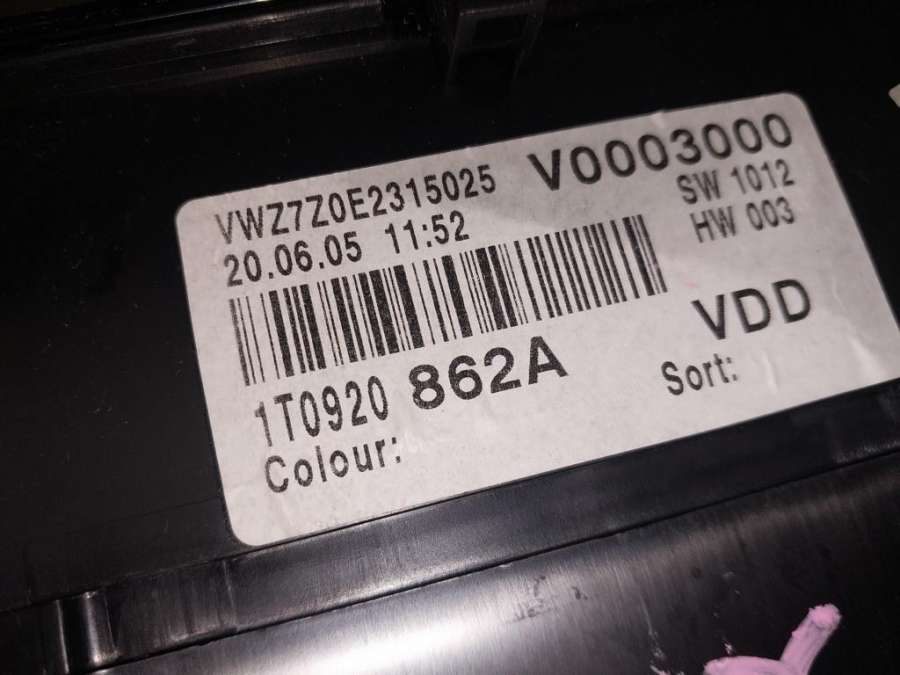 VWZ7Z0E2315025 V0003000
20.06.05 11:52 SW 1012
HW 003
VDD
1T0920 862A Sort:
Colour: